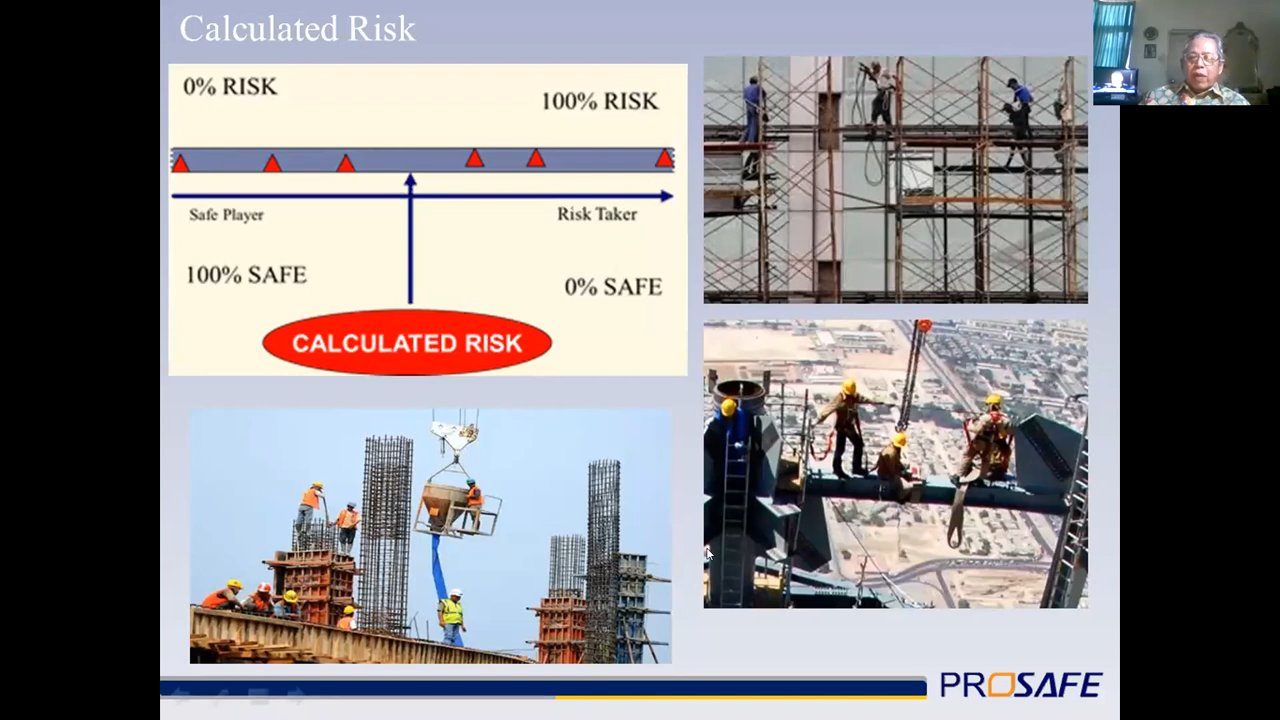 Calculated Risk
0% RISK
100% RISK
Safe Player
Risk Taker
100% SAFE
0% SAFE
CALCULATED RISK
PROSAFE